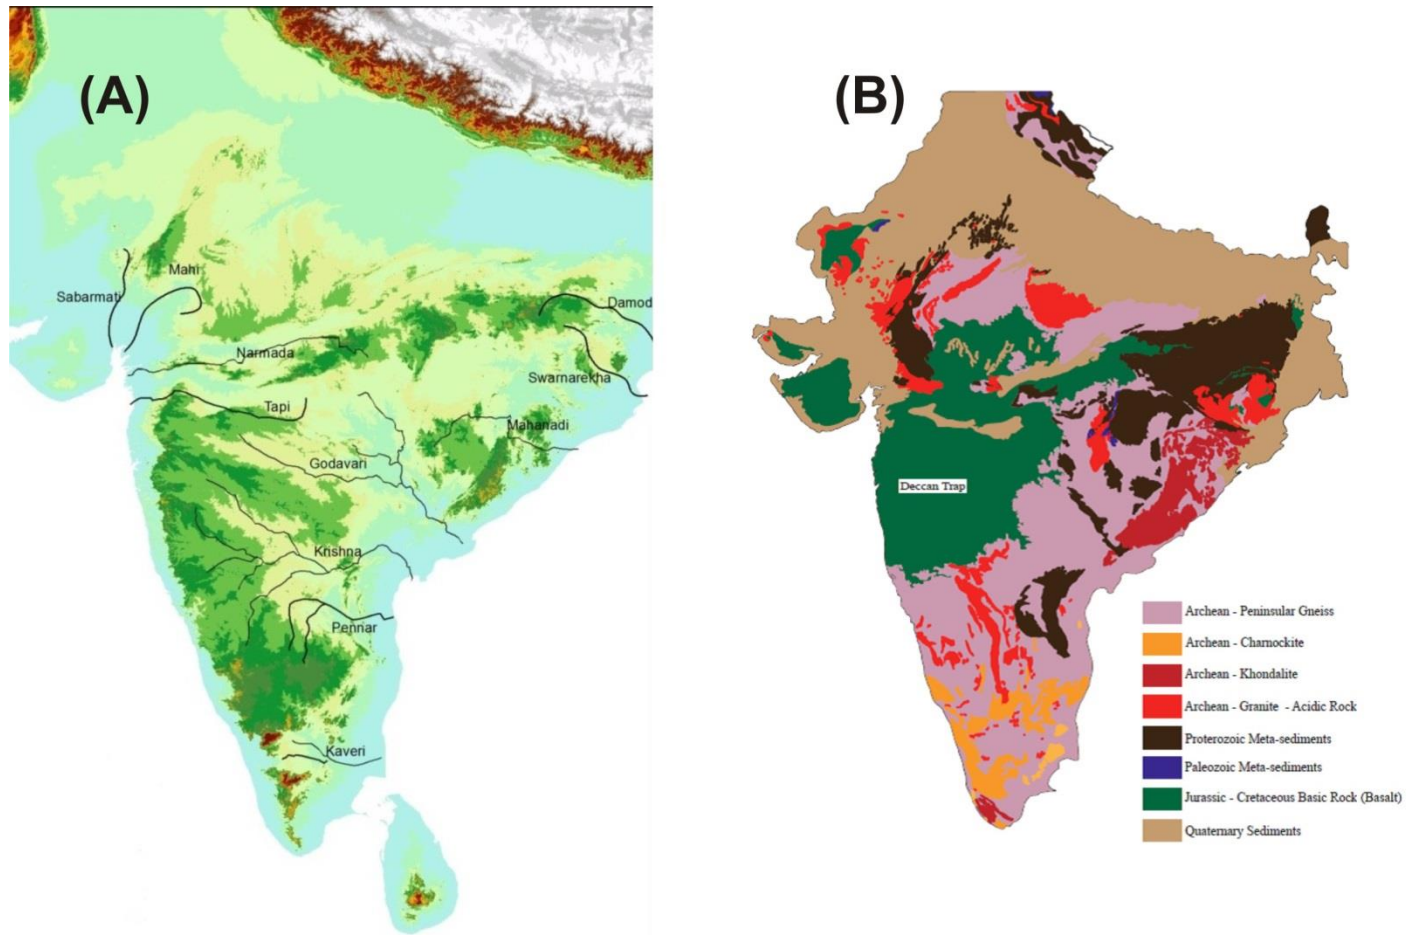 (A)
Mahi
Sabarmati
Damod
Narmada
Swarnarekha
Tapi
Mahanadi
Godavari
Krishna
Pennar
Kaveri
(B)
Deccan Trap
Archean - Peninsular Gneiss
Archean - Charnockite
Archean - Khondalite
Archean - Granite - Acidic Rock
Proterozoic Meta-sediments
Paleozoic Meta-sediments
Jurassic - Cretaceous Basic Rock (Basalt)
Quaternary Sediments